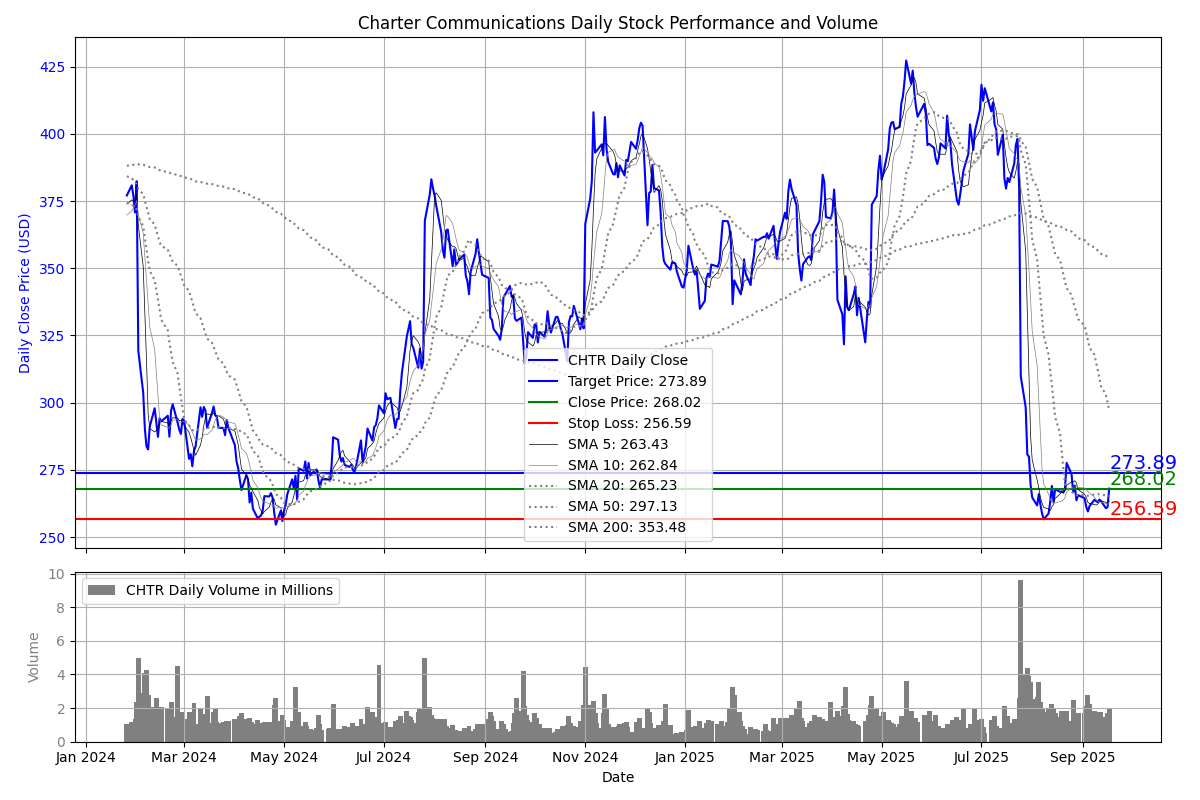 Charter Communications Daily Stock Performance and Volume
Daily Close Price (USD)
425
400
375
350
325
300
275
250
CHTR Daily Close
Target Price: 273.89
Close Price: 268.02
Stop Loss: 256.59
SMA 5: 263.43
SMA 10: 262.84
SMA 20: 265.23
SMA 50: 297.13
SMA 200: 353.48
273.89
268.02
256.59
Volume
10
8
6
4
2
0
CHTR Daily Volume in Millions
Jan 2024 Mar 2024 May 2024 Jul 2024 Sep 2024 Nov 2024 Jan 2025 Mar 2025 May 2025 Jul 2025 Sep 2025
Date